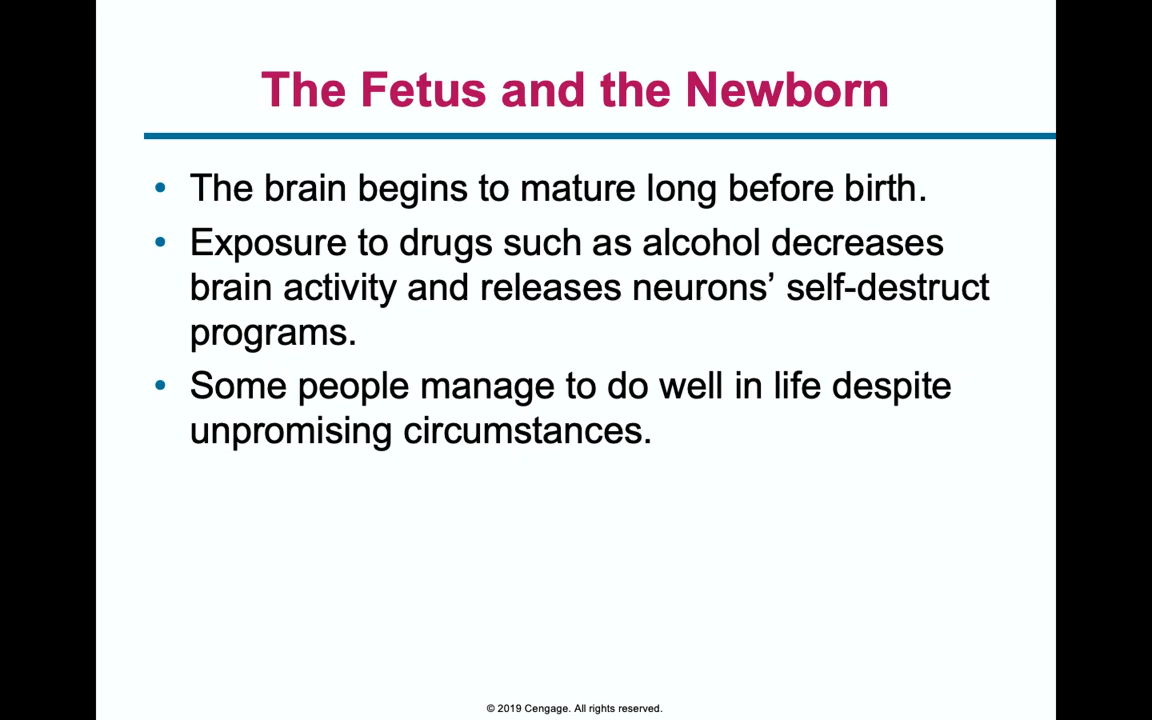 The Fetus and the Newborn
• The brain begins to mature long before birth.
• Exposure to drugs such as alcohol decreases
brain activity and releases neurons’ self-destruct
programs.
• Some people manage to do well in life despite
unpromising circumstances.
© 2019 Cengage. All rights reserved.